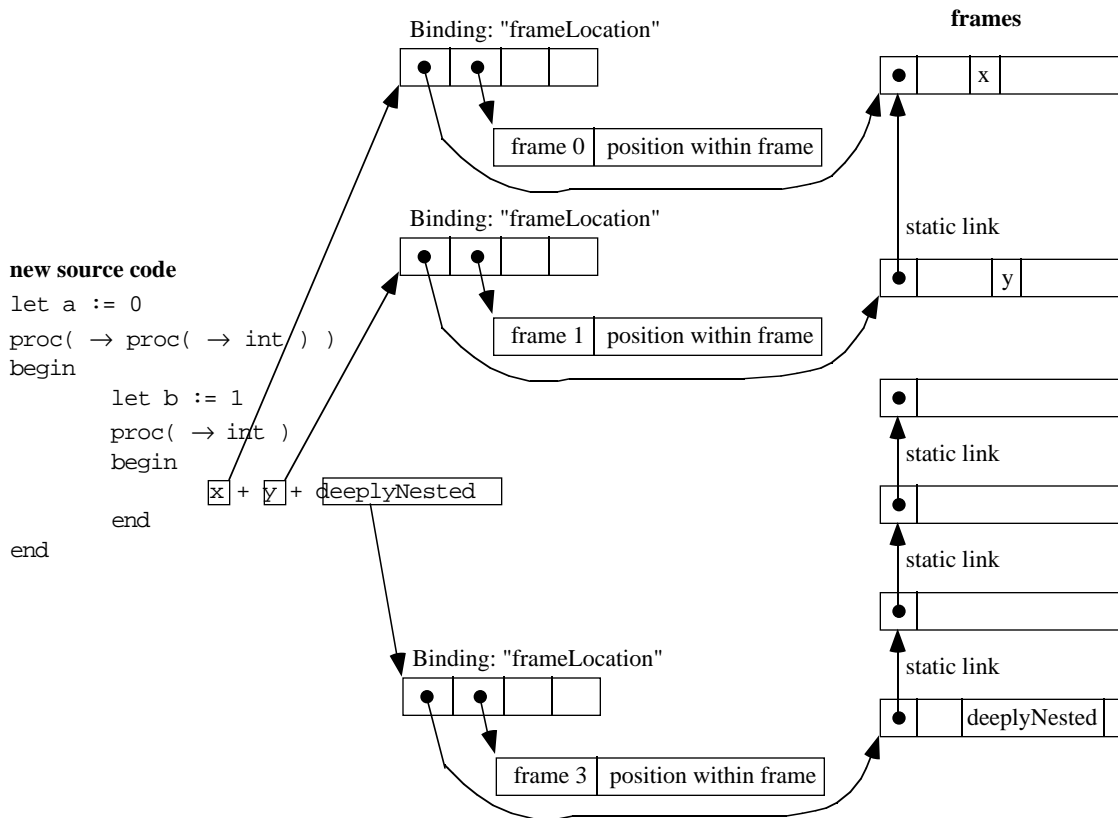 Binding: "frameLocation"
frames
x
frame 0 position within frame
Binding: "frameLocation"
static link
new source code
y
let a := 0
frame 1 position within frame
proc( → proc( → int ) )
begin
let b := 1
proc( → int )
static link
begin
x + y + deeplyNested
end
end
static link
Binding: "frameLocation"
static link
deeplyNested
frame 3 position within frame